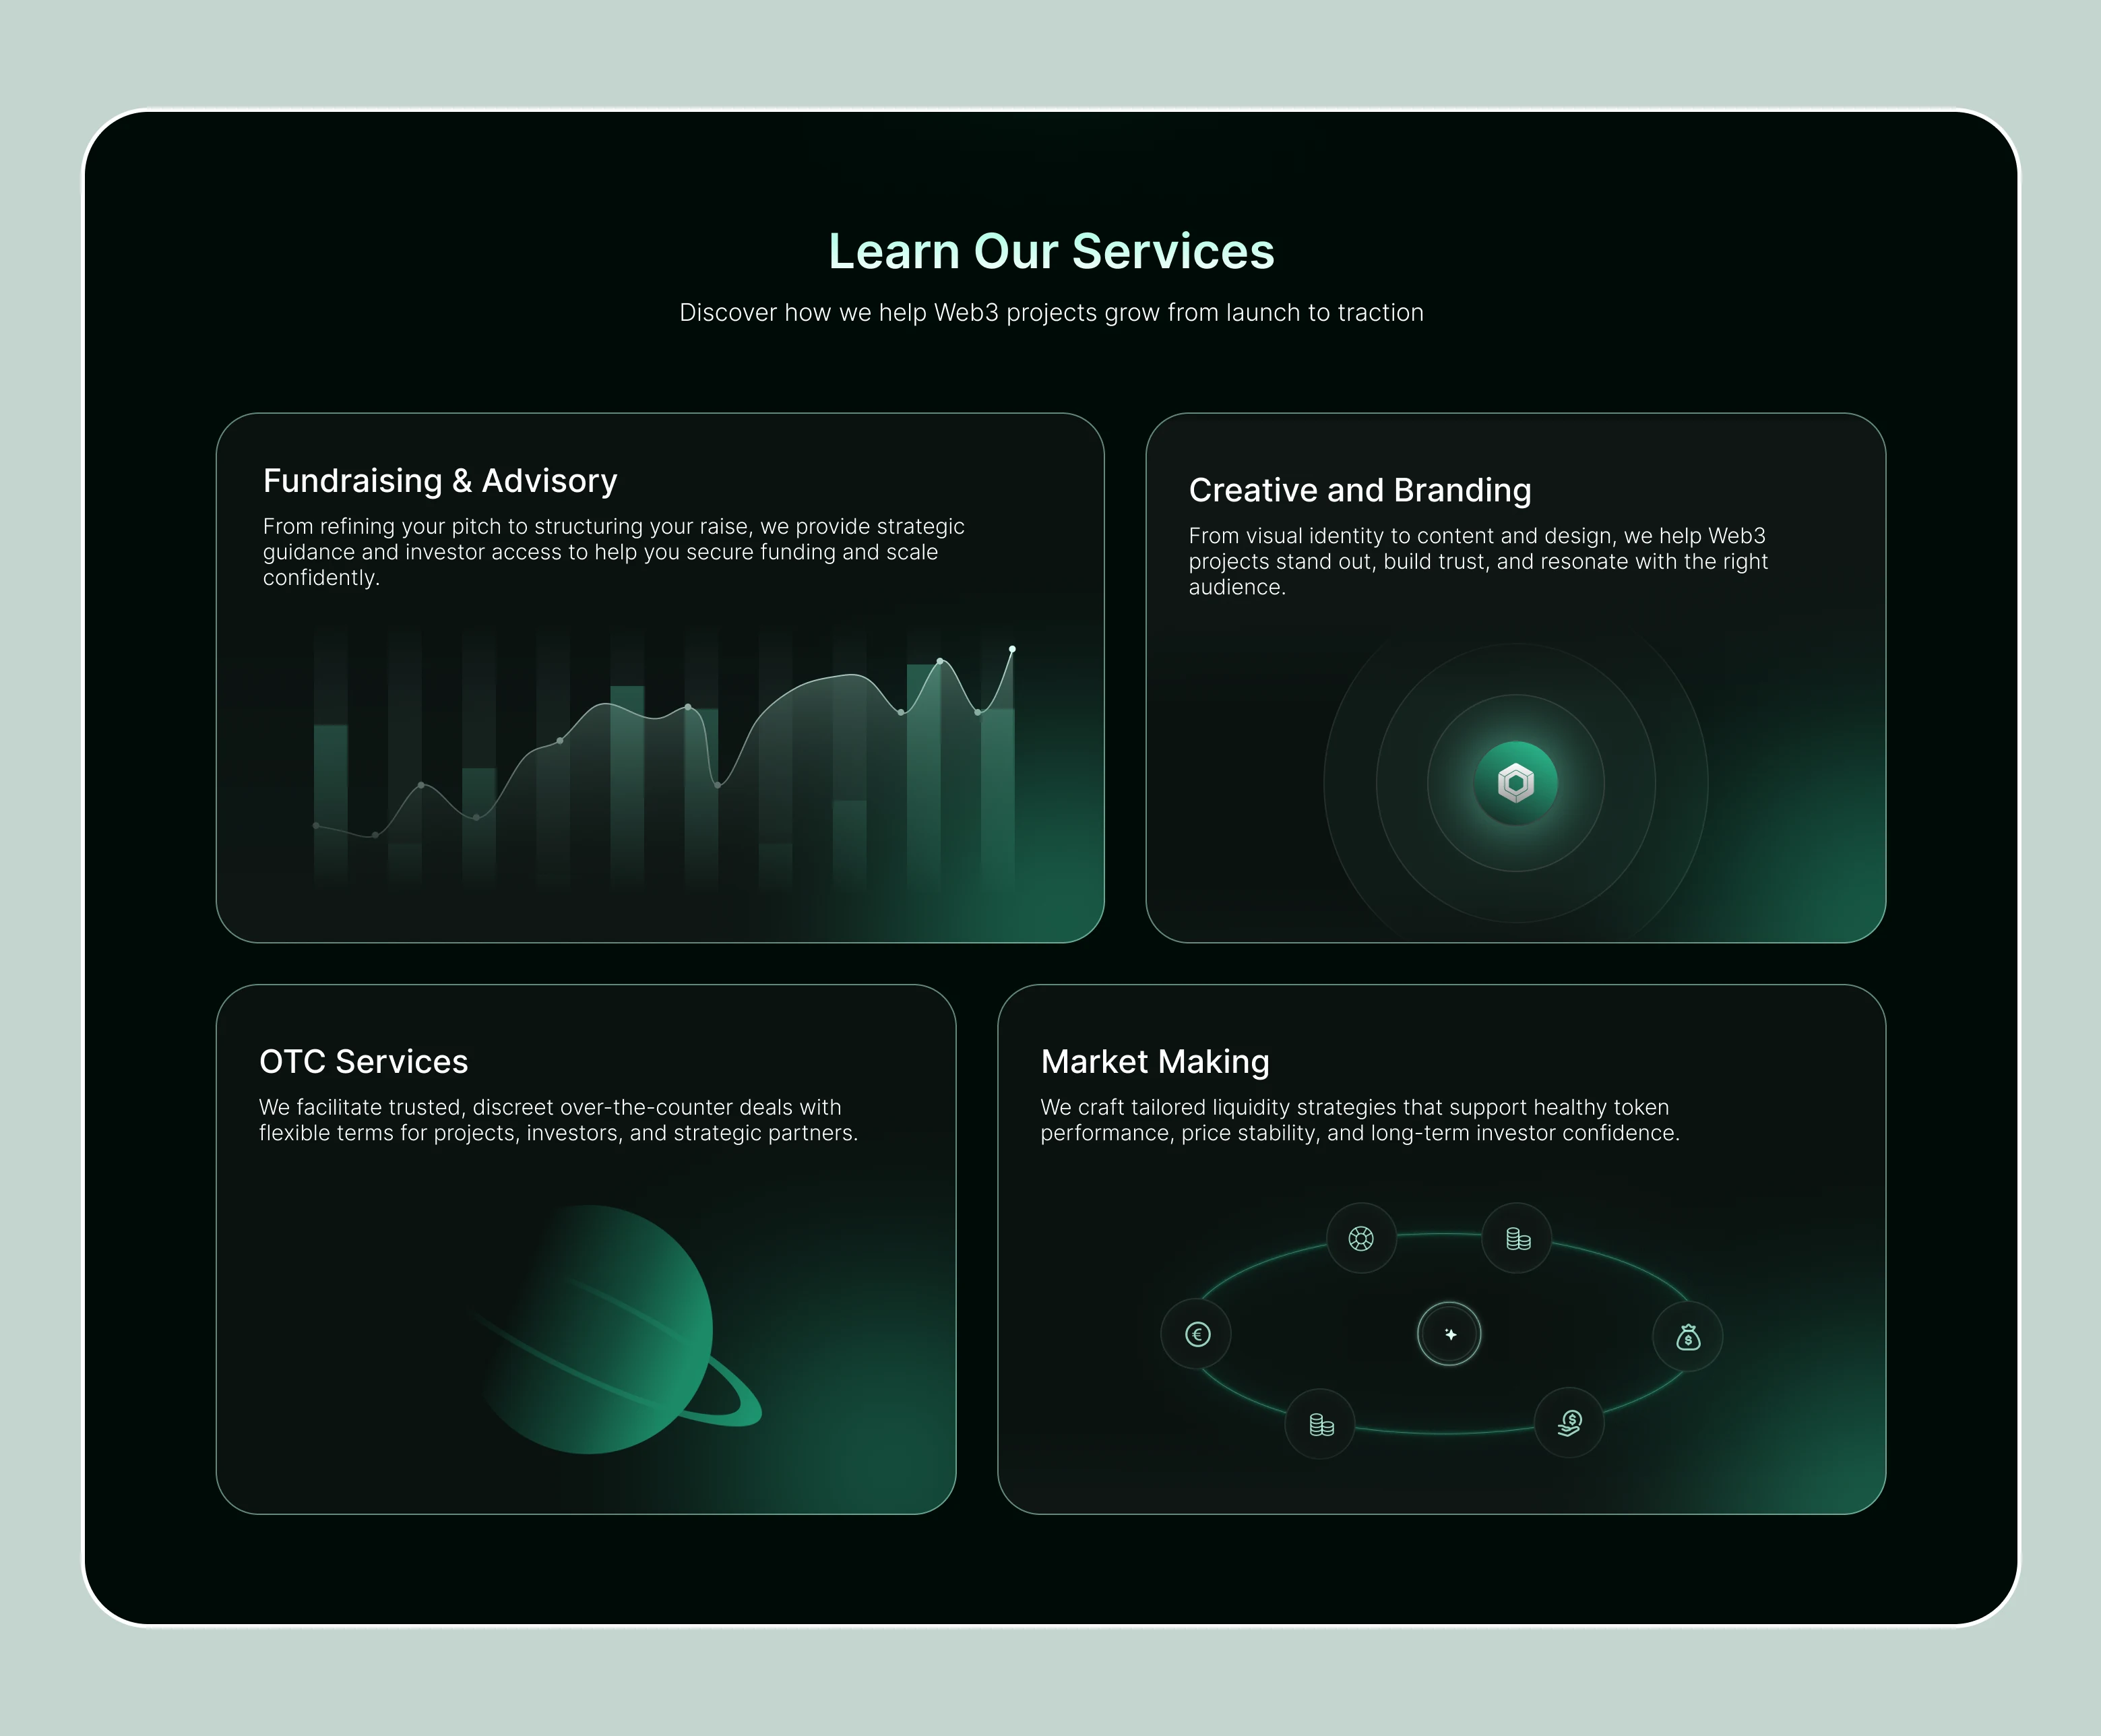 Learn Our Services
Discover how we help Web3 projects grow from launch to traction
Fundraising & Advisory
From refining your pitch to structuring your raise, we provide strategic
guidance and investor access to help you secure funding and scale
confidently.
Creative and Branding
From visual identity to content and design, we help Web3
projects stand out, build trust, and resonate with the right
audience.
OTC Services
We facilitate trusted, discreet over-the-counter deals with
flexible terms for projects, investors, and strategic partners.
Market Making
We craft tailored liquidity strategies that support healthy token
performance, price stability, and long-term investor confidence.